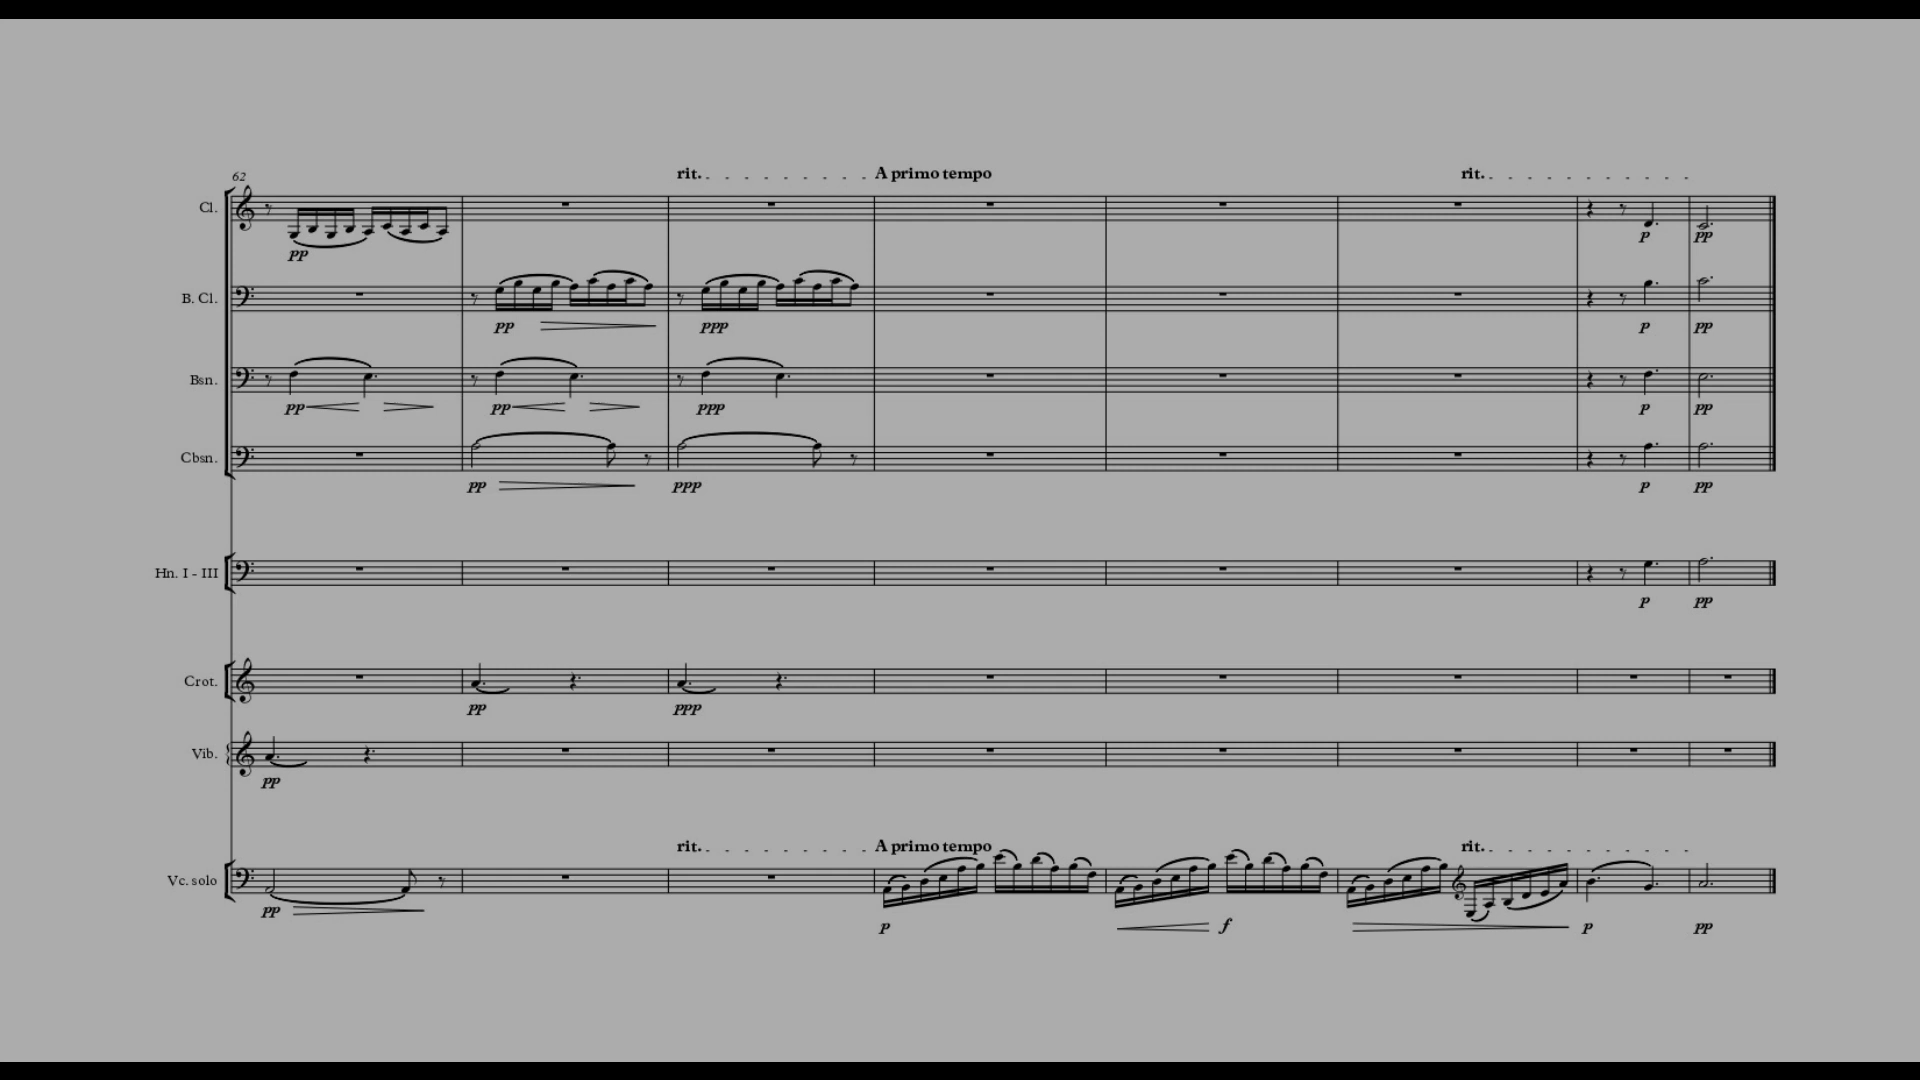 rit. A primo tempo rit.
62
Cl.
pp p pp
B. Cl.
pp ppp p pp
Bsn.
pp pp ppp p pp
Cbsn.
pp ppp p pp
Hn. I - III
p pp
Crot.
pp ppp
Vib.
pp
rit. A primo tempo rit.
Vc. solo
pp p f p pp